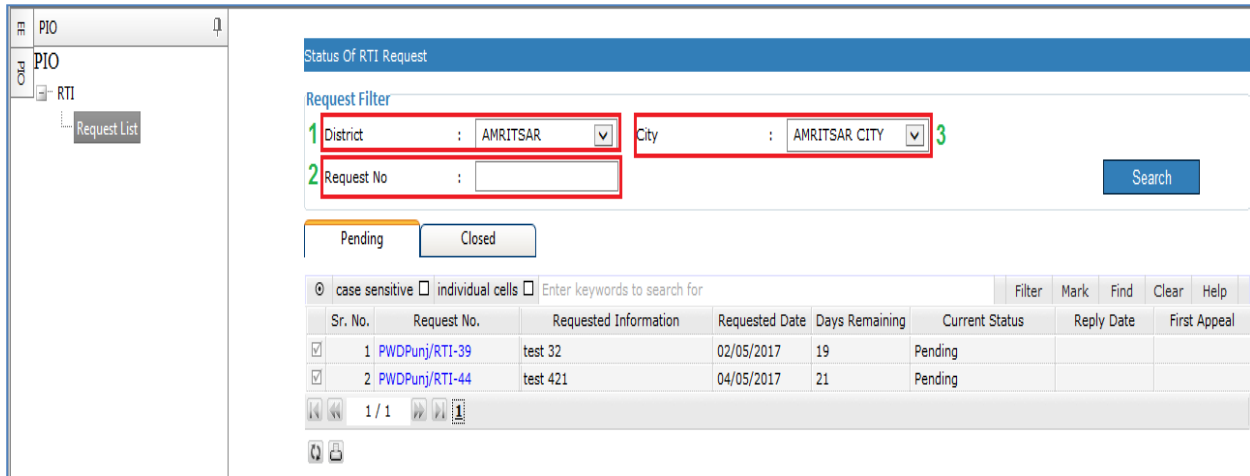 PIO
PIO
PIO
RTI
Request List
Status Of RTI Request
Request Filter
1 District : AMRITSAR City : AMRITSAR CITY 3
2 Request No :
Search
Pending Closed
case sensitive individual cells Enter keywords to search for Filter Mark Find Clear Help
Sr. No. Request No. Requested Information Requested Date Days Remaining Current Status Reply Date First Appeal
1 PWDPunj/RTI-39 test 32 02/05/2017 19 Pending
2 PWDPunj/RTI-44 test 421 04/05/2017 21 Pending
1 / 1 1